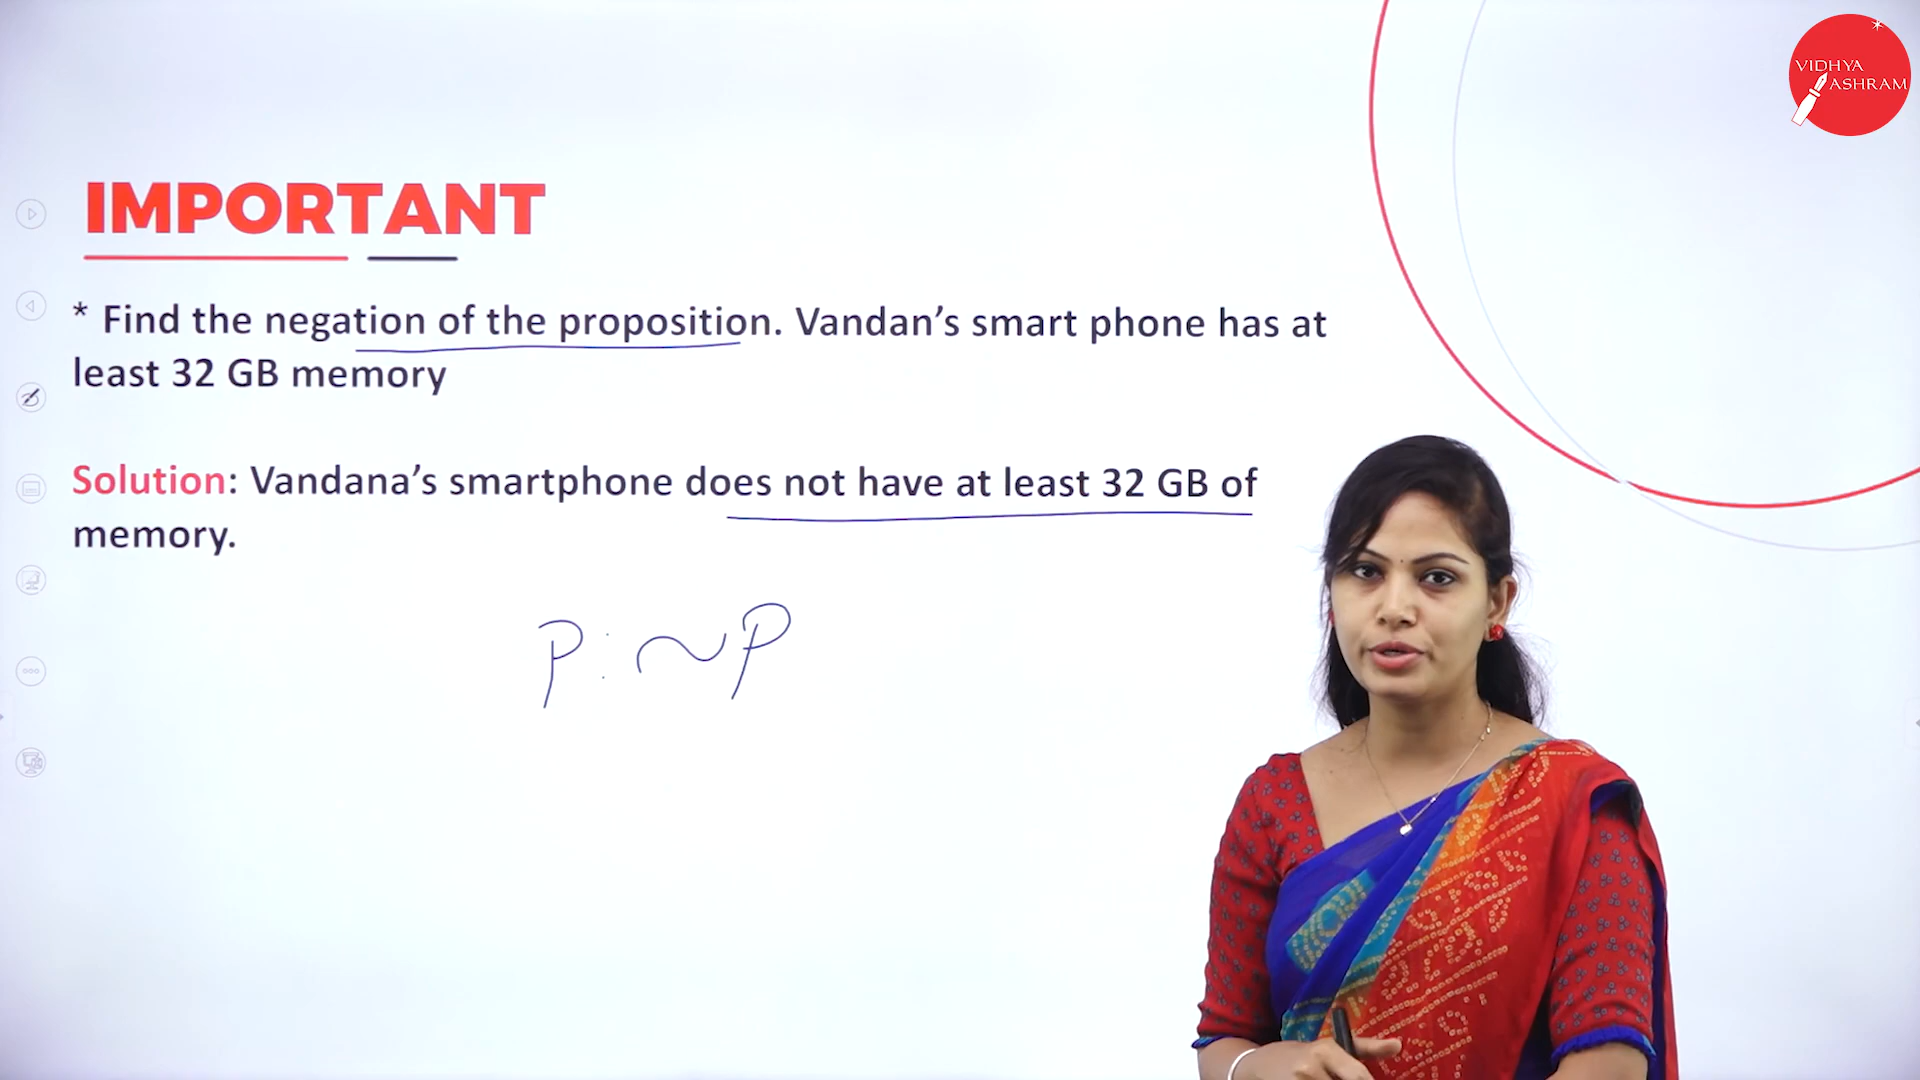 VIDHYA
ASHRAM
IMPORTANT
* Find the negation of the proposition. Vandan’s smart phone has at
least 32 GB memory
Solution: Vandana’s smartphone does not have at least 32 GB of
memory.
P : ~P